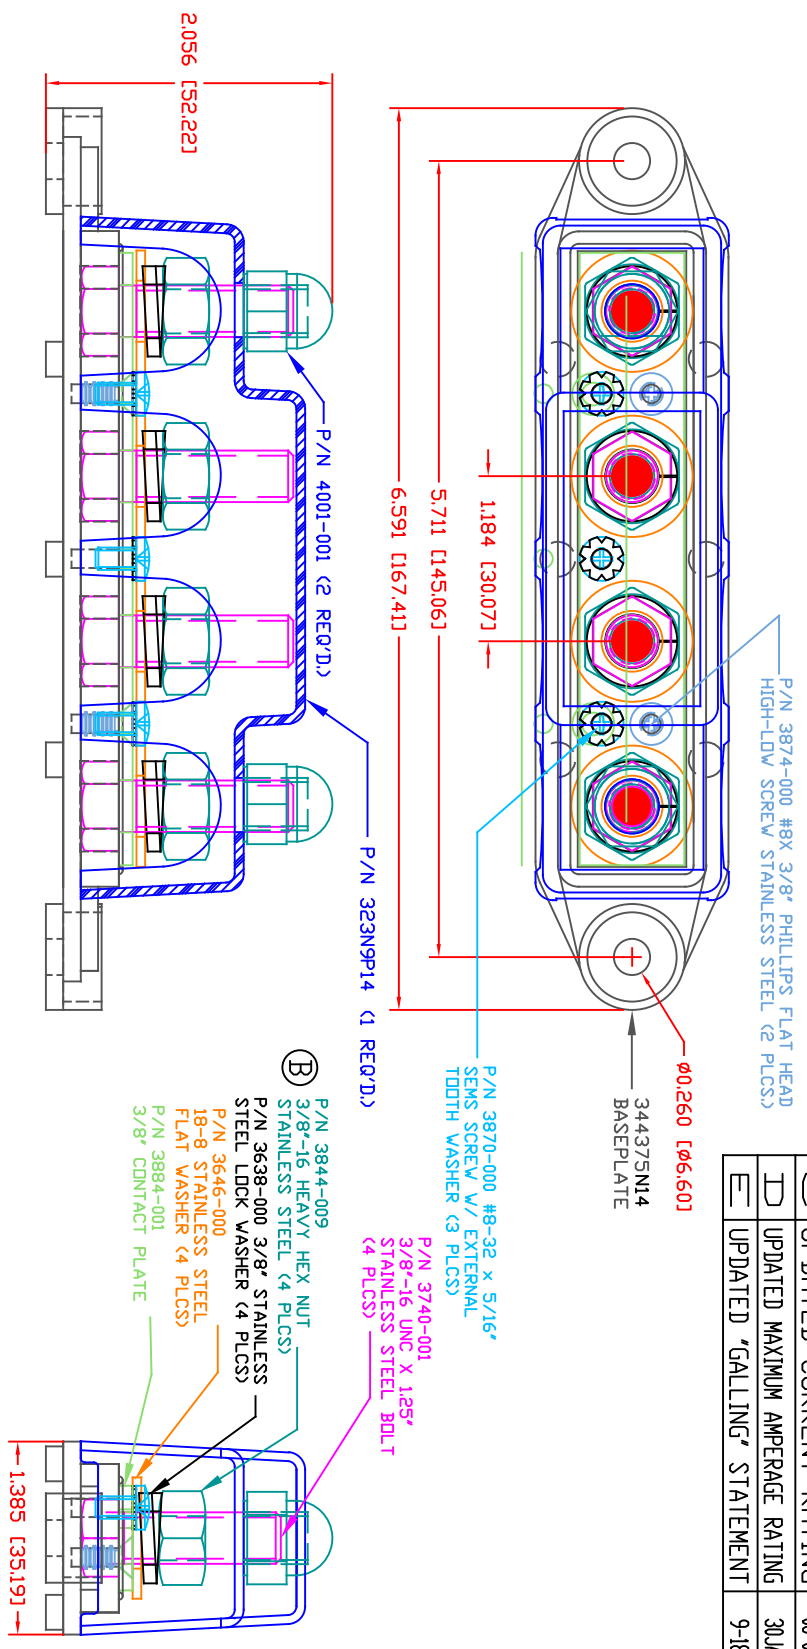 UPDATED CURRENT RATING
D UPDATED MAXIMUM AMPERAGE RATING
E UPDATED "GALLING" STATEMENT 9-18
P/N 3874-000 #8X 3/8" PHILLIPS FLAT HEAD
HIGH-LOW SCREW STAINLESS STEEL (2 PLCS.)
Ø0.260 [Ø6.60]
344375N14
BASEPLATE
1.184 [30.07]
5.711 [145.06]
6.591 [167.41]
P/N 3870-000 #8-32 x 5/16"
SEMS SCREW W/ EXTERNAL
TOOTH WASHER (3 PLCS)
2.056 [52.22]
P/N 4001-001 (2 REQ'D.)
P/N 323N9P14 (1 REQ'D.)
P/N 3740-001
3/8"-16 UNC X 1.25"
STAINLESS STEEL BOLT
(4 PLCS)
B
P/N 3844-009
3/8"-16 HEAVY HEX NUT
STAINLESS STEEL (4 PLCS)
P/N 3638-000 3/8" STAINLESS
STEEL LOCK WASHER (4 PLCS)
P/N 3646-000
18-8 STAINLESS STEEL
FLAT WASHER (4 PLCS)
P/N 3884-001
3/8" CONTACT PLATE
1.385 [35.19]